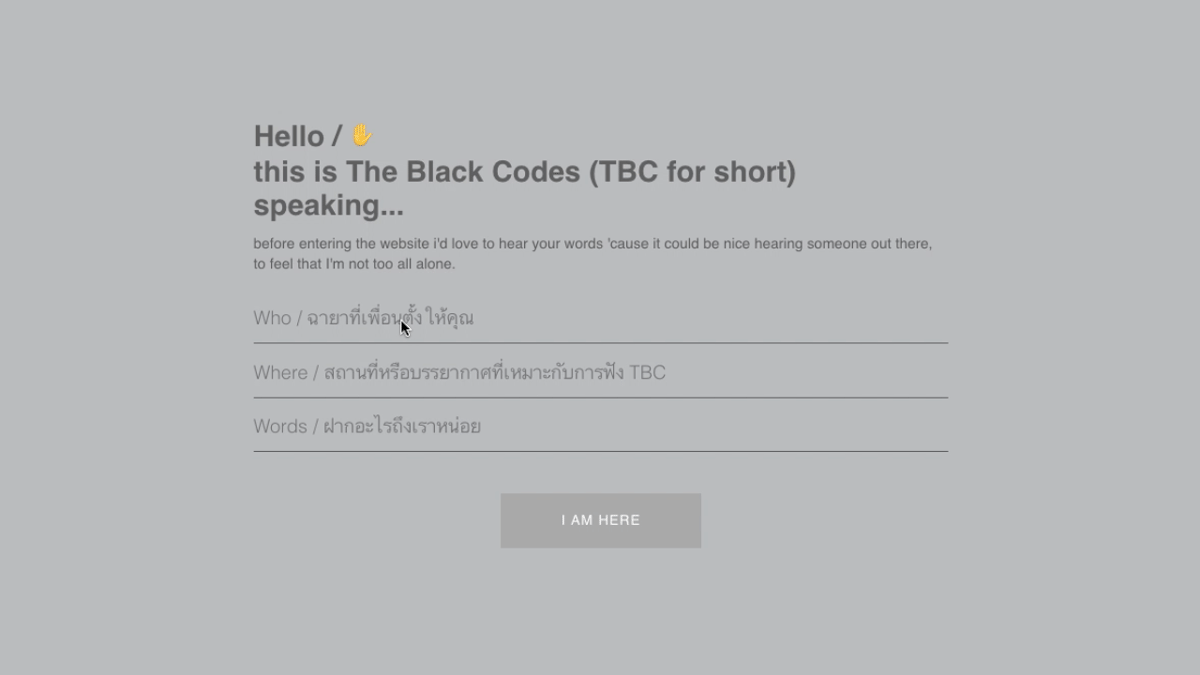 Hello / ✋
this is The Black Codes (TBC for short)
speaking...
before entering the website i'd love to hear your words 'cause it could be nice hearing someone out there,
to feel that I'm not too all alone.
Who / ฉายาที่เพื่อนตั้ง ให้คุณ
Where / สถานที่หรือบรรยากาศที่เหมาะกับการฟัง TBC
Words / ฝากอะไรถึงเราหน่อย
I AM HERE